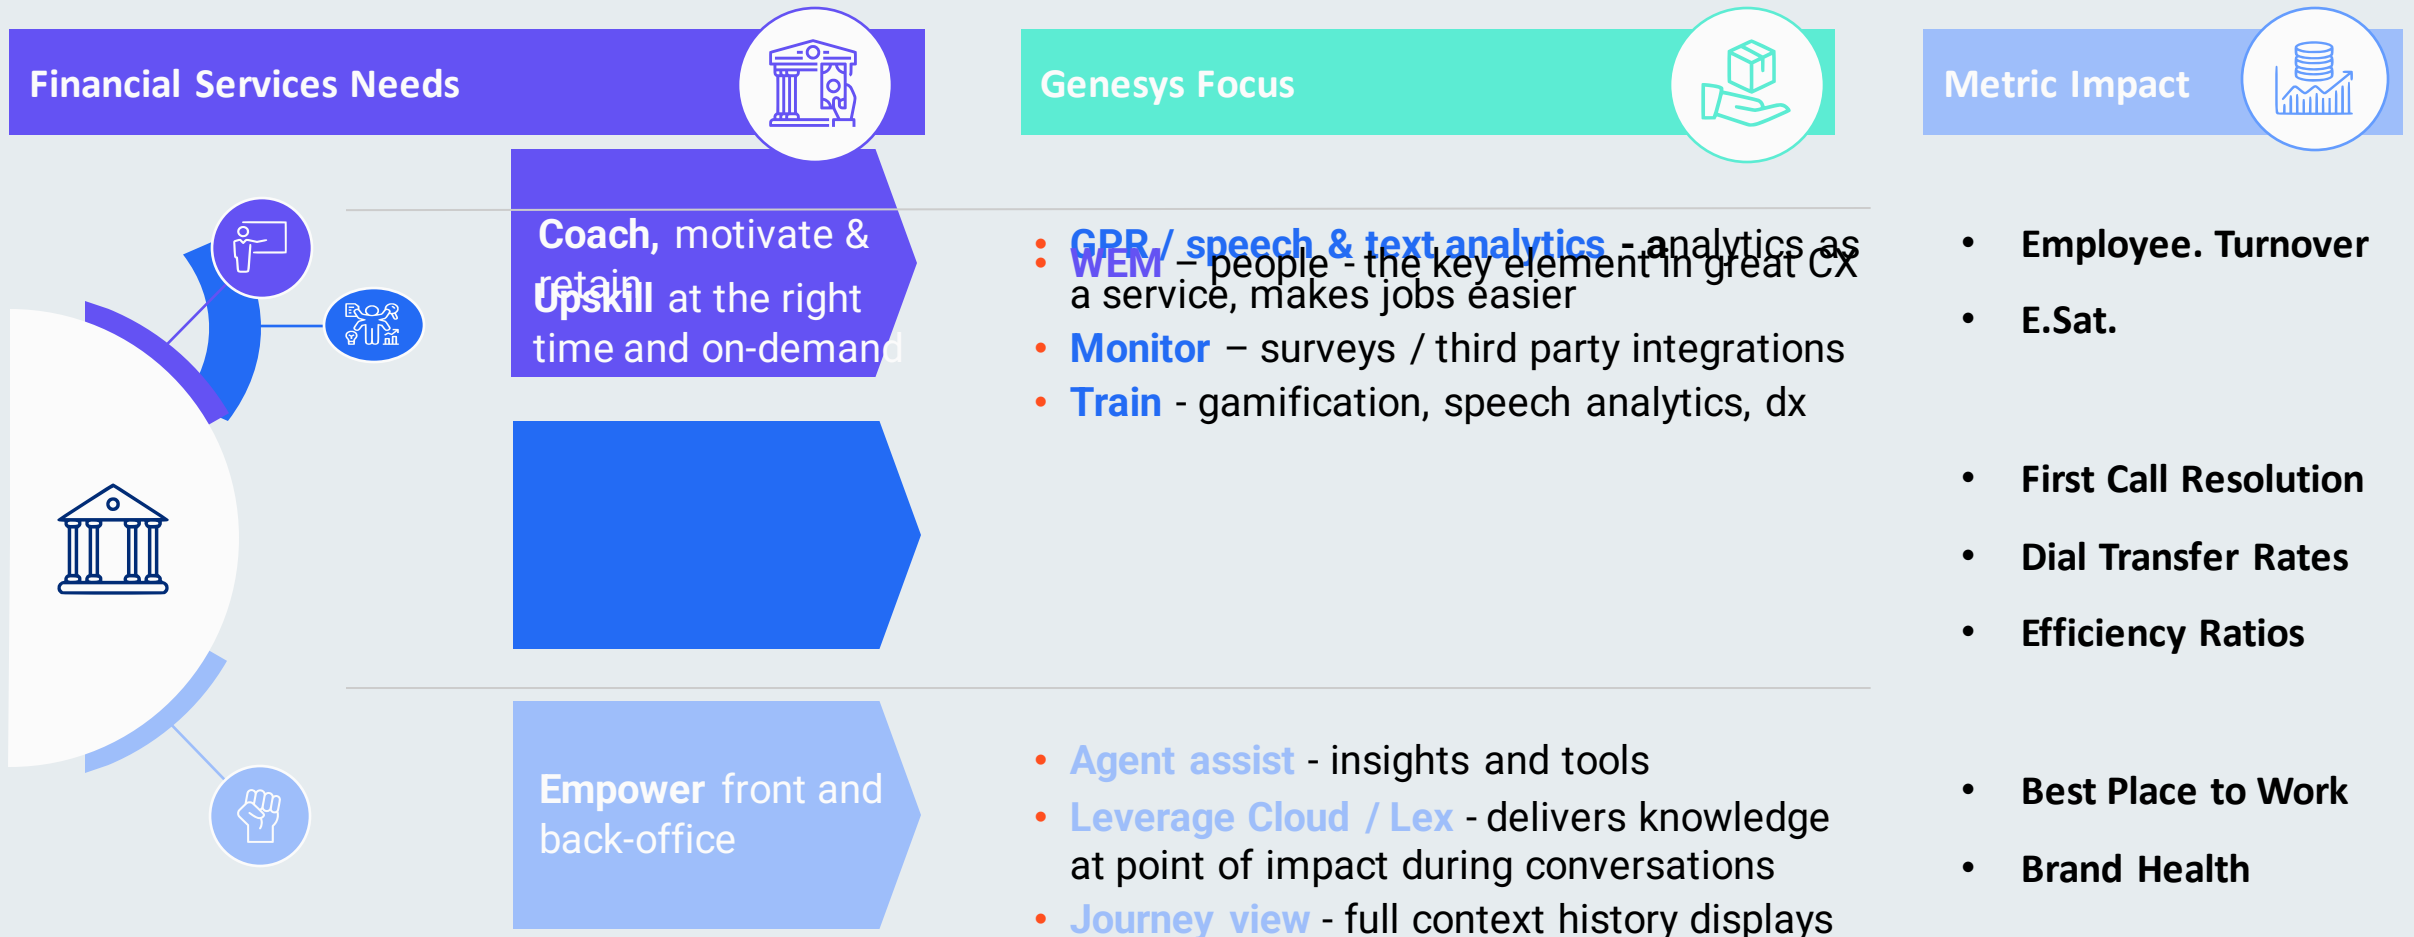 Financial Services Needs
Genesys Focus
Metric Impact
Coach, motivate &
retain
Upskill at the right
time and on-demand
GPR / speech & text analytics - analytics as
a service, makes jobs easier
WEM – people - the key element in great CX
• Monitor – surveys / third party integrations
• Train - gamification, speech analytics, dx
• Employee. Turnover
• E.Sat.
• First Call Resolution
• Dial Transfer Rates
• Efficiency Ratios
Empower front and
back-office
• Agent assist - insights and tools
• Leverage Cloud / Lex - delivers knowledge
at point of impact during conversations
• Journey view - full context history displays
• Best Place to Work
• Brand Health